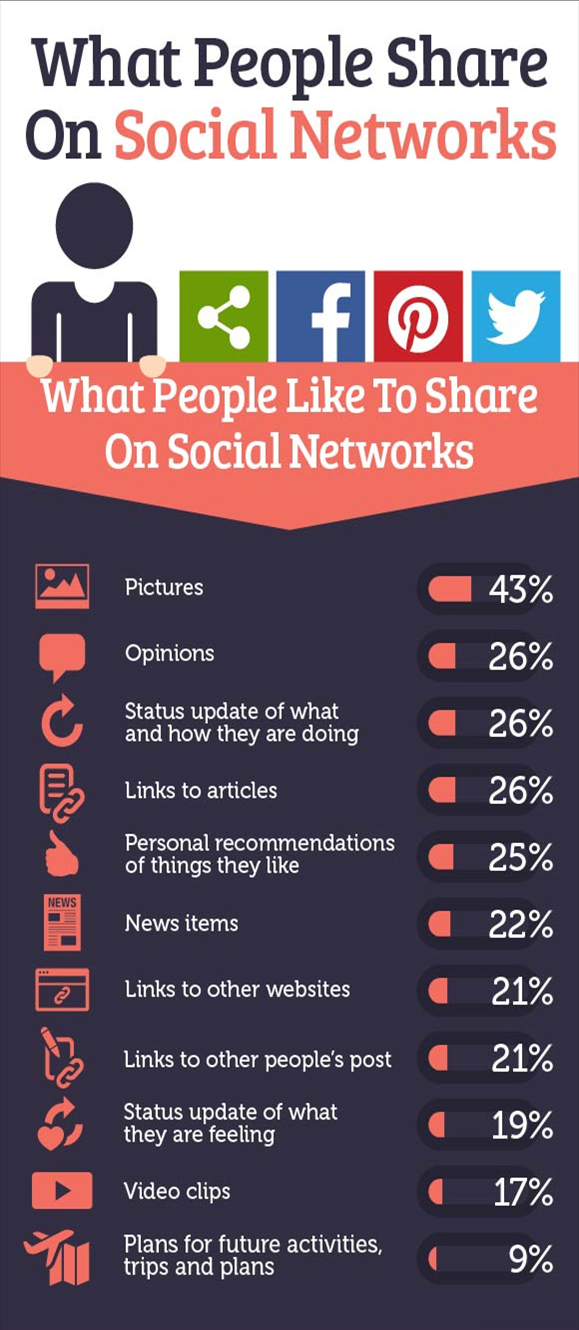 What People Share
On Social Networks
What People Like To Share
On Social Networks
Pictures
43%
Opinions
26%
Status update of what
and how they are doing
26%
Links to articles
26%
Personal recommendations
of things they like
25%
NEWS
News items
22%
Links to other websites
21%
Links to other people's post
21%
Status update of what
they are feeling
19%
Video clips
17%
Plans for future activities,
trips and plans
9%